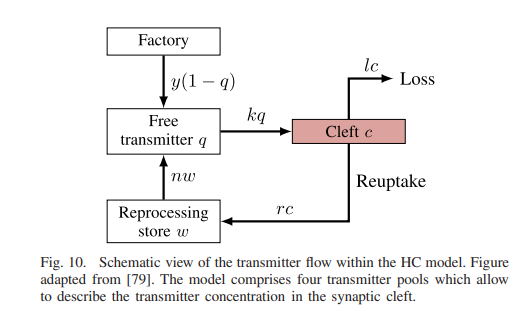 Factory
y(1 − q)
Free
transmitter q
kq
Cleft c
lc
Loss
Reuptake
nw
Reprocessing
store w
rc
Fig. 10. Schematic view of the transmitter flow within the HC model. Figure
adapted from [79]. The model comprises four transmitter pools which allow
to describe the transmitter concentration in the synaptic cleft.